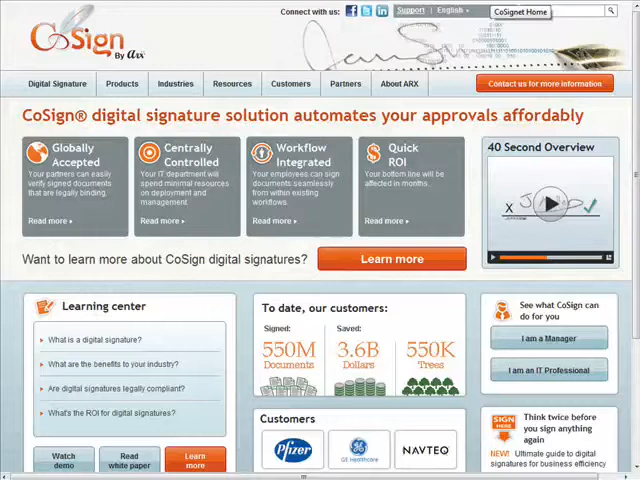 Connect with us:
Support | English
CoSignet Home
CoSign
By arx
Digital Signature
Products
Industries
Resources
Customers
Partners
About ARX
Contact us for more information
CoSign® digital signature solution automates your approvals affordably
Globally Accepted
Your partners can easily
verify signed documents
that are legally binding.
Read more
Centrally Controlled
Your IT department will
spend minimal resources
on deployment and
management.
Read more
Workflow Integrated
Your employees can sign
documents seamlessly
from within existing
workflows.
Read more
Quick ROI
Your bottom line will be
affected in months.
Read more
40 Second Overview
X
Want to learn more about CoSign digital signatures?
Learn more
Learning center
What is a digital signature?
What are the benefits to your industry?
Are digital signatures legally compliant?
What's the ROI for digital signatures?
Watch demo
Read white paper
Learn more
To date, our customers:
Signed:
550M
Documents
Saved:
3.6B
Dollars
550K
Trees
Customers
Pfizer
GE Healthcare
NAVTEQ
See what CoSign can
do for you
I am a Manager
I am an IT Professional
SIGN HERE
Think twice before
you sign anything
again
NEW! Ultimate guide to digital
signatures for business efficiency